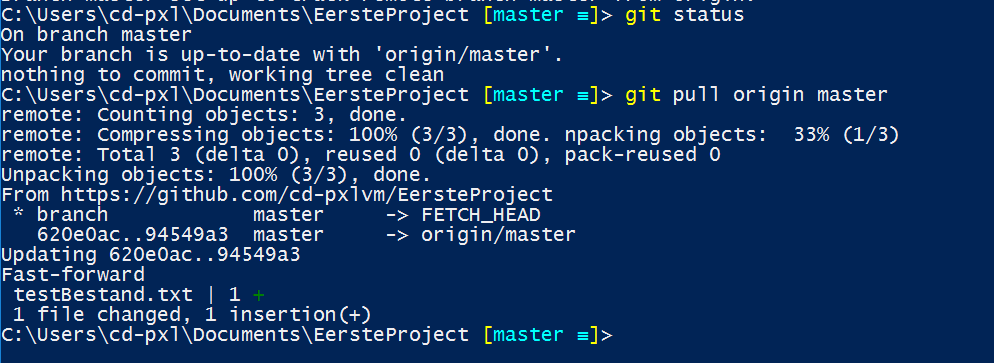 C:\Users\cd-pxl\Documents\EersteProject [master ≡]> git status
On branch master
Your branch is up-to-date with 'origin/master'.
nothing to commit, working tree clean
C:\Users\cd-pxl\Documents\EersteProject [master ≡]> git pull origin master
remote: Counting objects: 3, done.
remote: Compressing objects: 100% (3/3), done. npacking objects:  33% (1/3)
remote: Total 3 (delta 0), reused 0 (delta 0), pack-reused 0
Unpacking objects: 100% (3/3), done.
From https://github.com/cd-pxlvm/EersteProject
 * branch            master     -> FETCH_HEAD
   620e0ac..94549a3  master     -> origin/master
Updating 620e0ac..94549a3
Fast-forward
 testBestand.txt | 1 +
 1 file changed, 1 insertion(+)
C:\Users\cd-pxl\Documents\EersteProject [master ≡]>